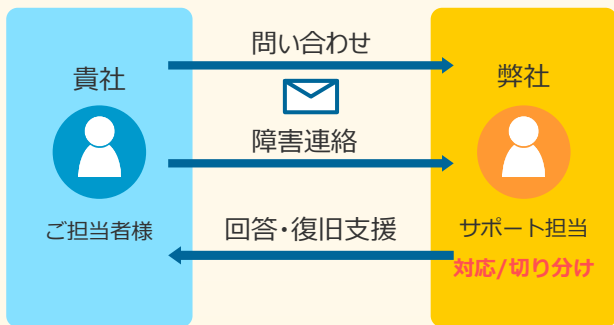 貴社
ご担当者様
問い合わせ
障害連絡
回答・復旧支援
弊社
サポート担当
対応/切り分け